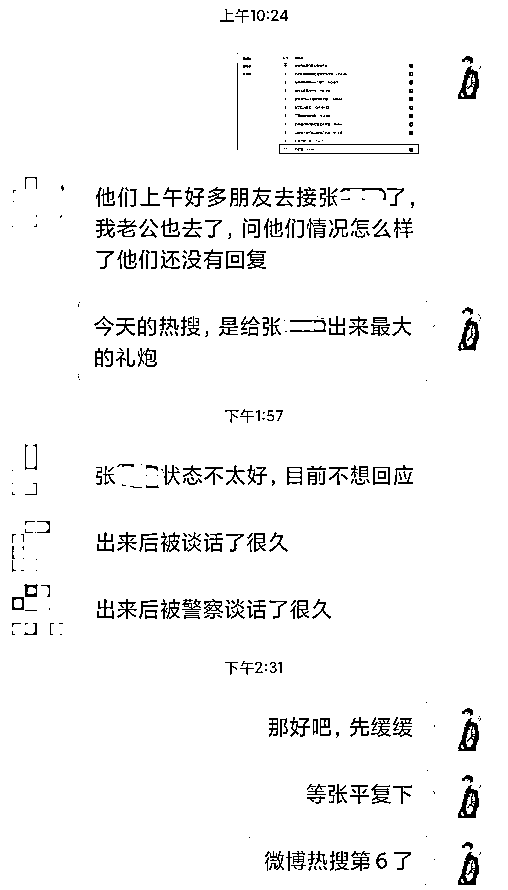 上午10:24
他们上午好多朋友去接张 了，
我老公也去了，问他们情况怎么样
了他们还没有回复
今天的热搜，是给张 出来最大
的礼炮
下午1:57
张 状态不太好，目前不想回应
出来后被谈话了很久
出来后被警察谈话了很久
下午2:31
那好吧，先缓缓
等张平复下
微博热搜第6了